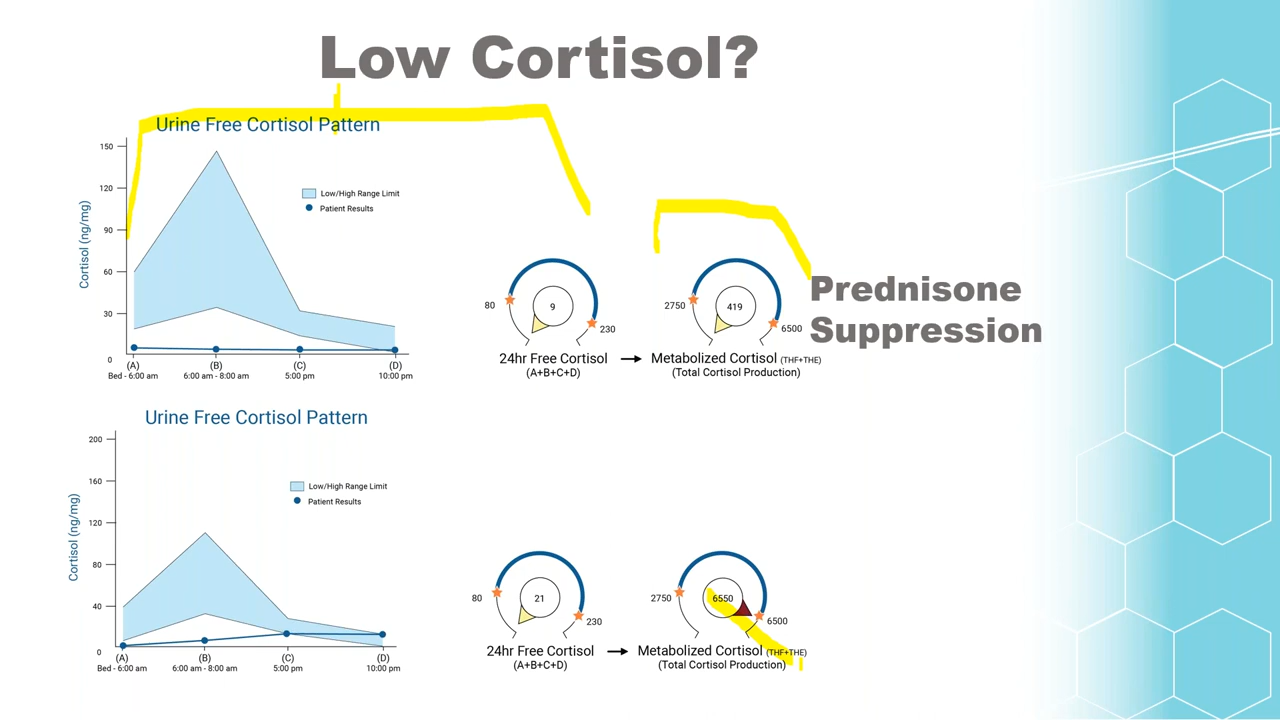 Low Cortisol?
Urine Free Cortisol Pattern
150
120
90
60
30
0
Cortisol (ng/mg)
Low/High Range Limit
Patient Results
(A)
Bed - 6:00 am
(B)
6:00 am - 8:00 am
(C)
5:00 pm
(D)
10:00 pm
80
9
230
24hr Free Cortisol
(A+B+C+D)
2750
419
6500
Metabolized Cortisol (THF+THE)
(Total Cortisol Production)
Prednisone
Suppression
Urine Free Cortisol Pattern
200
160
120
80
40
0
Cortisol (ng/mg)
Low/High Range Limit
Patient Results
(A)
Bed - 6:00 am
(B)
6:00 am - 8:00 am
(C)
5:00 pm
(D)
10:00 pm
80
21
230
24hr Free Cortisol
(A+B+C+D)
2750
6550
6500
Metabolized Cortisol (THF+THE)
(Total Cortisol Production)